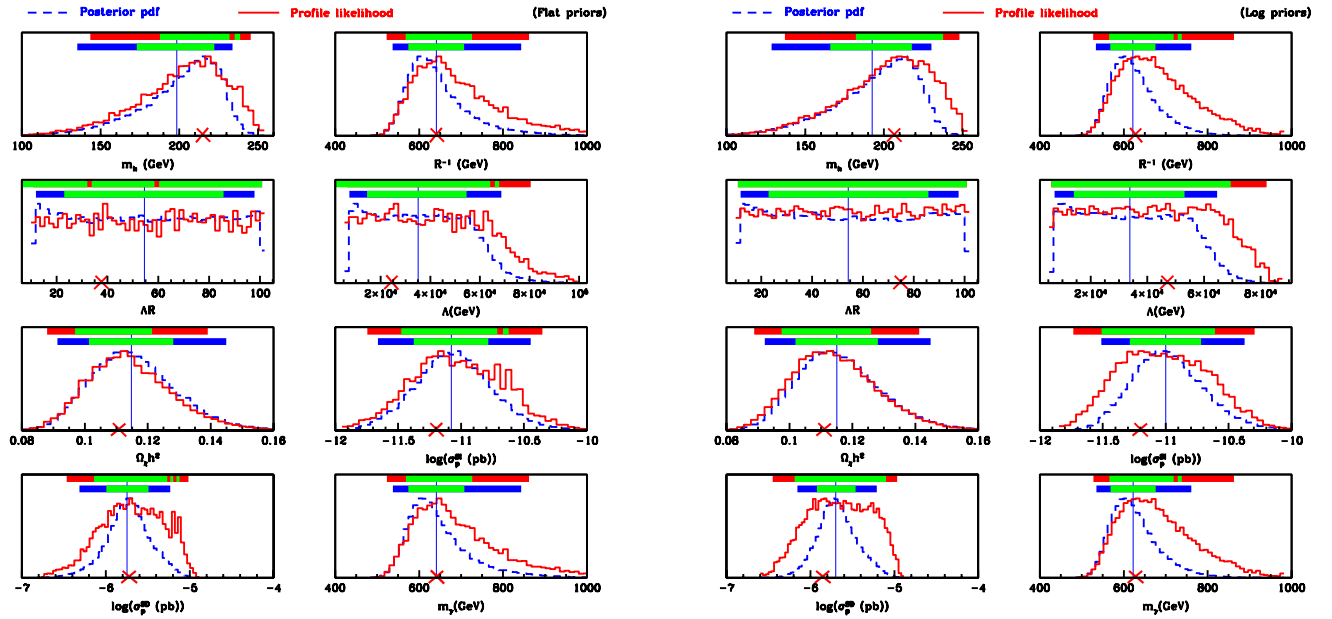 Posterior pdf Profile likelihood (Flat priors)
100 150 200 250 400 600 800 1000
m_h (GeV) R⁻¹ (GeV)
20 40 60 80 100 2×10⁴ 4×10⁴ 6×10⁴ 8×10⁴ 10⁵
ΛR Λ(GeV)
0.08 0.1 0.12 0.14 0.16 −12 −11.5 −11 −10.5 −10
Ω_χh² log(σ_p^SI (pb))
−7 −6 −5 −4 400 600 800 1000
log(σ_p^SD (pb)) m_γ(GeV)
Posterior pdf Profile likelihood (Log priors)
100 150 200 250 400 600 800 1000
m_h (GeV) R⁻¹ (GeV)
20 40 60 80 100 2×10⁴ 4×10⁴ 6×10⁴ 8×10⁴
ΛR Λ(GeV)
0.08 0.1 0.12 0.14 0.16 −12 −11.5 −11 −10.5 −10
Ω_χh² log(σ_p^SI (pb))
−7 −6 −5 −4 400 600 800 1000
log(σ_p^SD (pb)) m_γ(GeV)